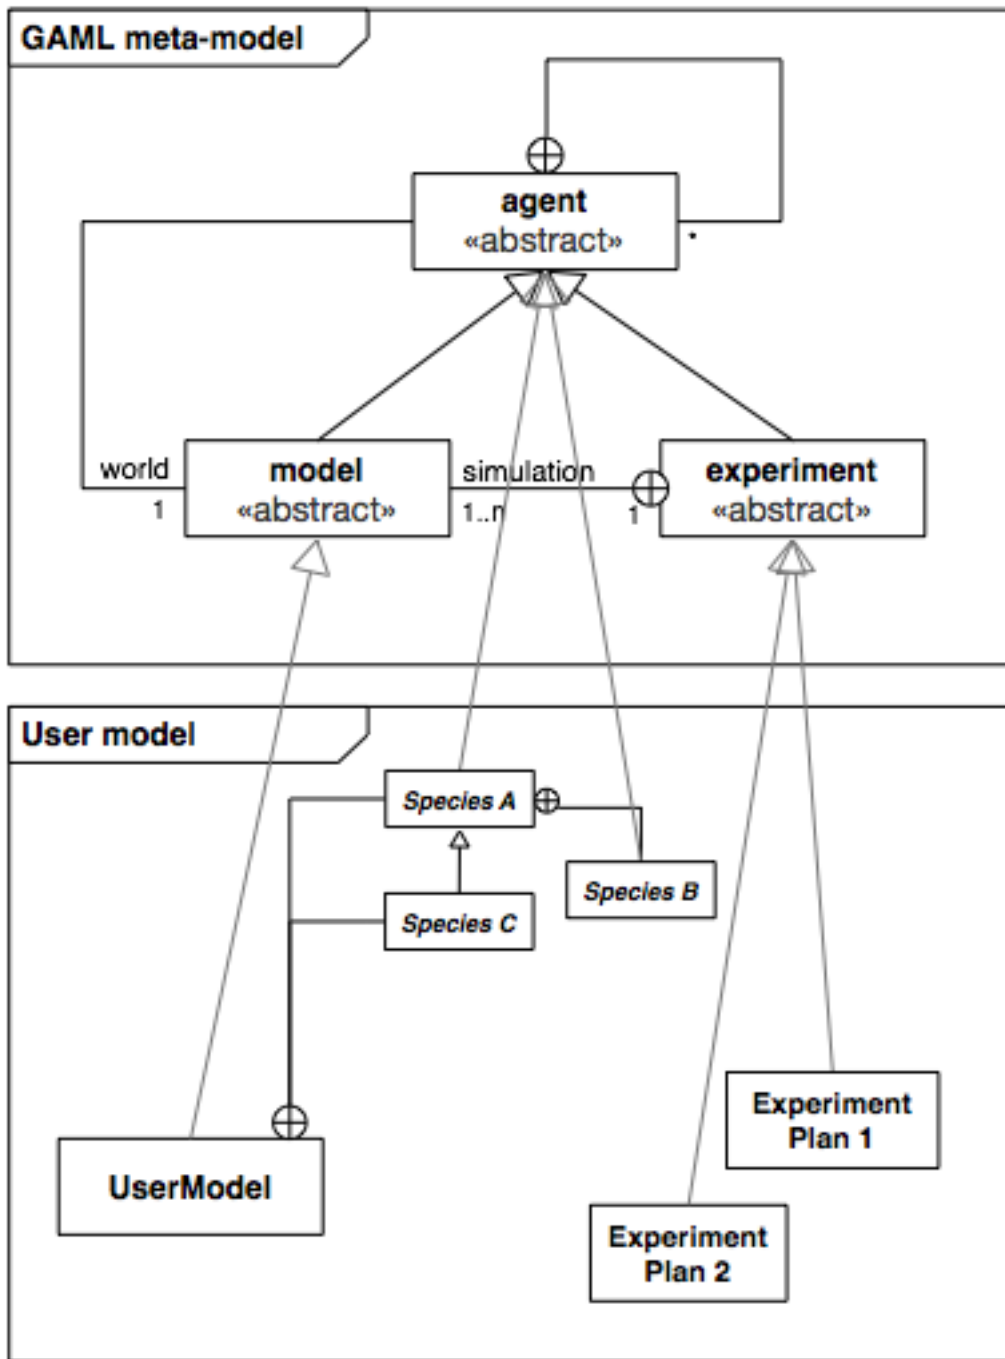 GAML meta-model
agent
«abstract»
*
world
1
model
«abstract»
simulation
1..n
1
experiment
«abstract»
User model
Species A
Species B
Species C
Experiment
Plan 1
UserModel
Experiment
Plan 2